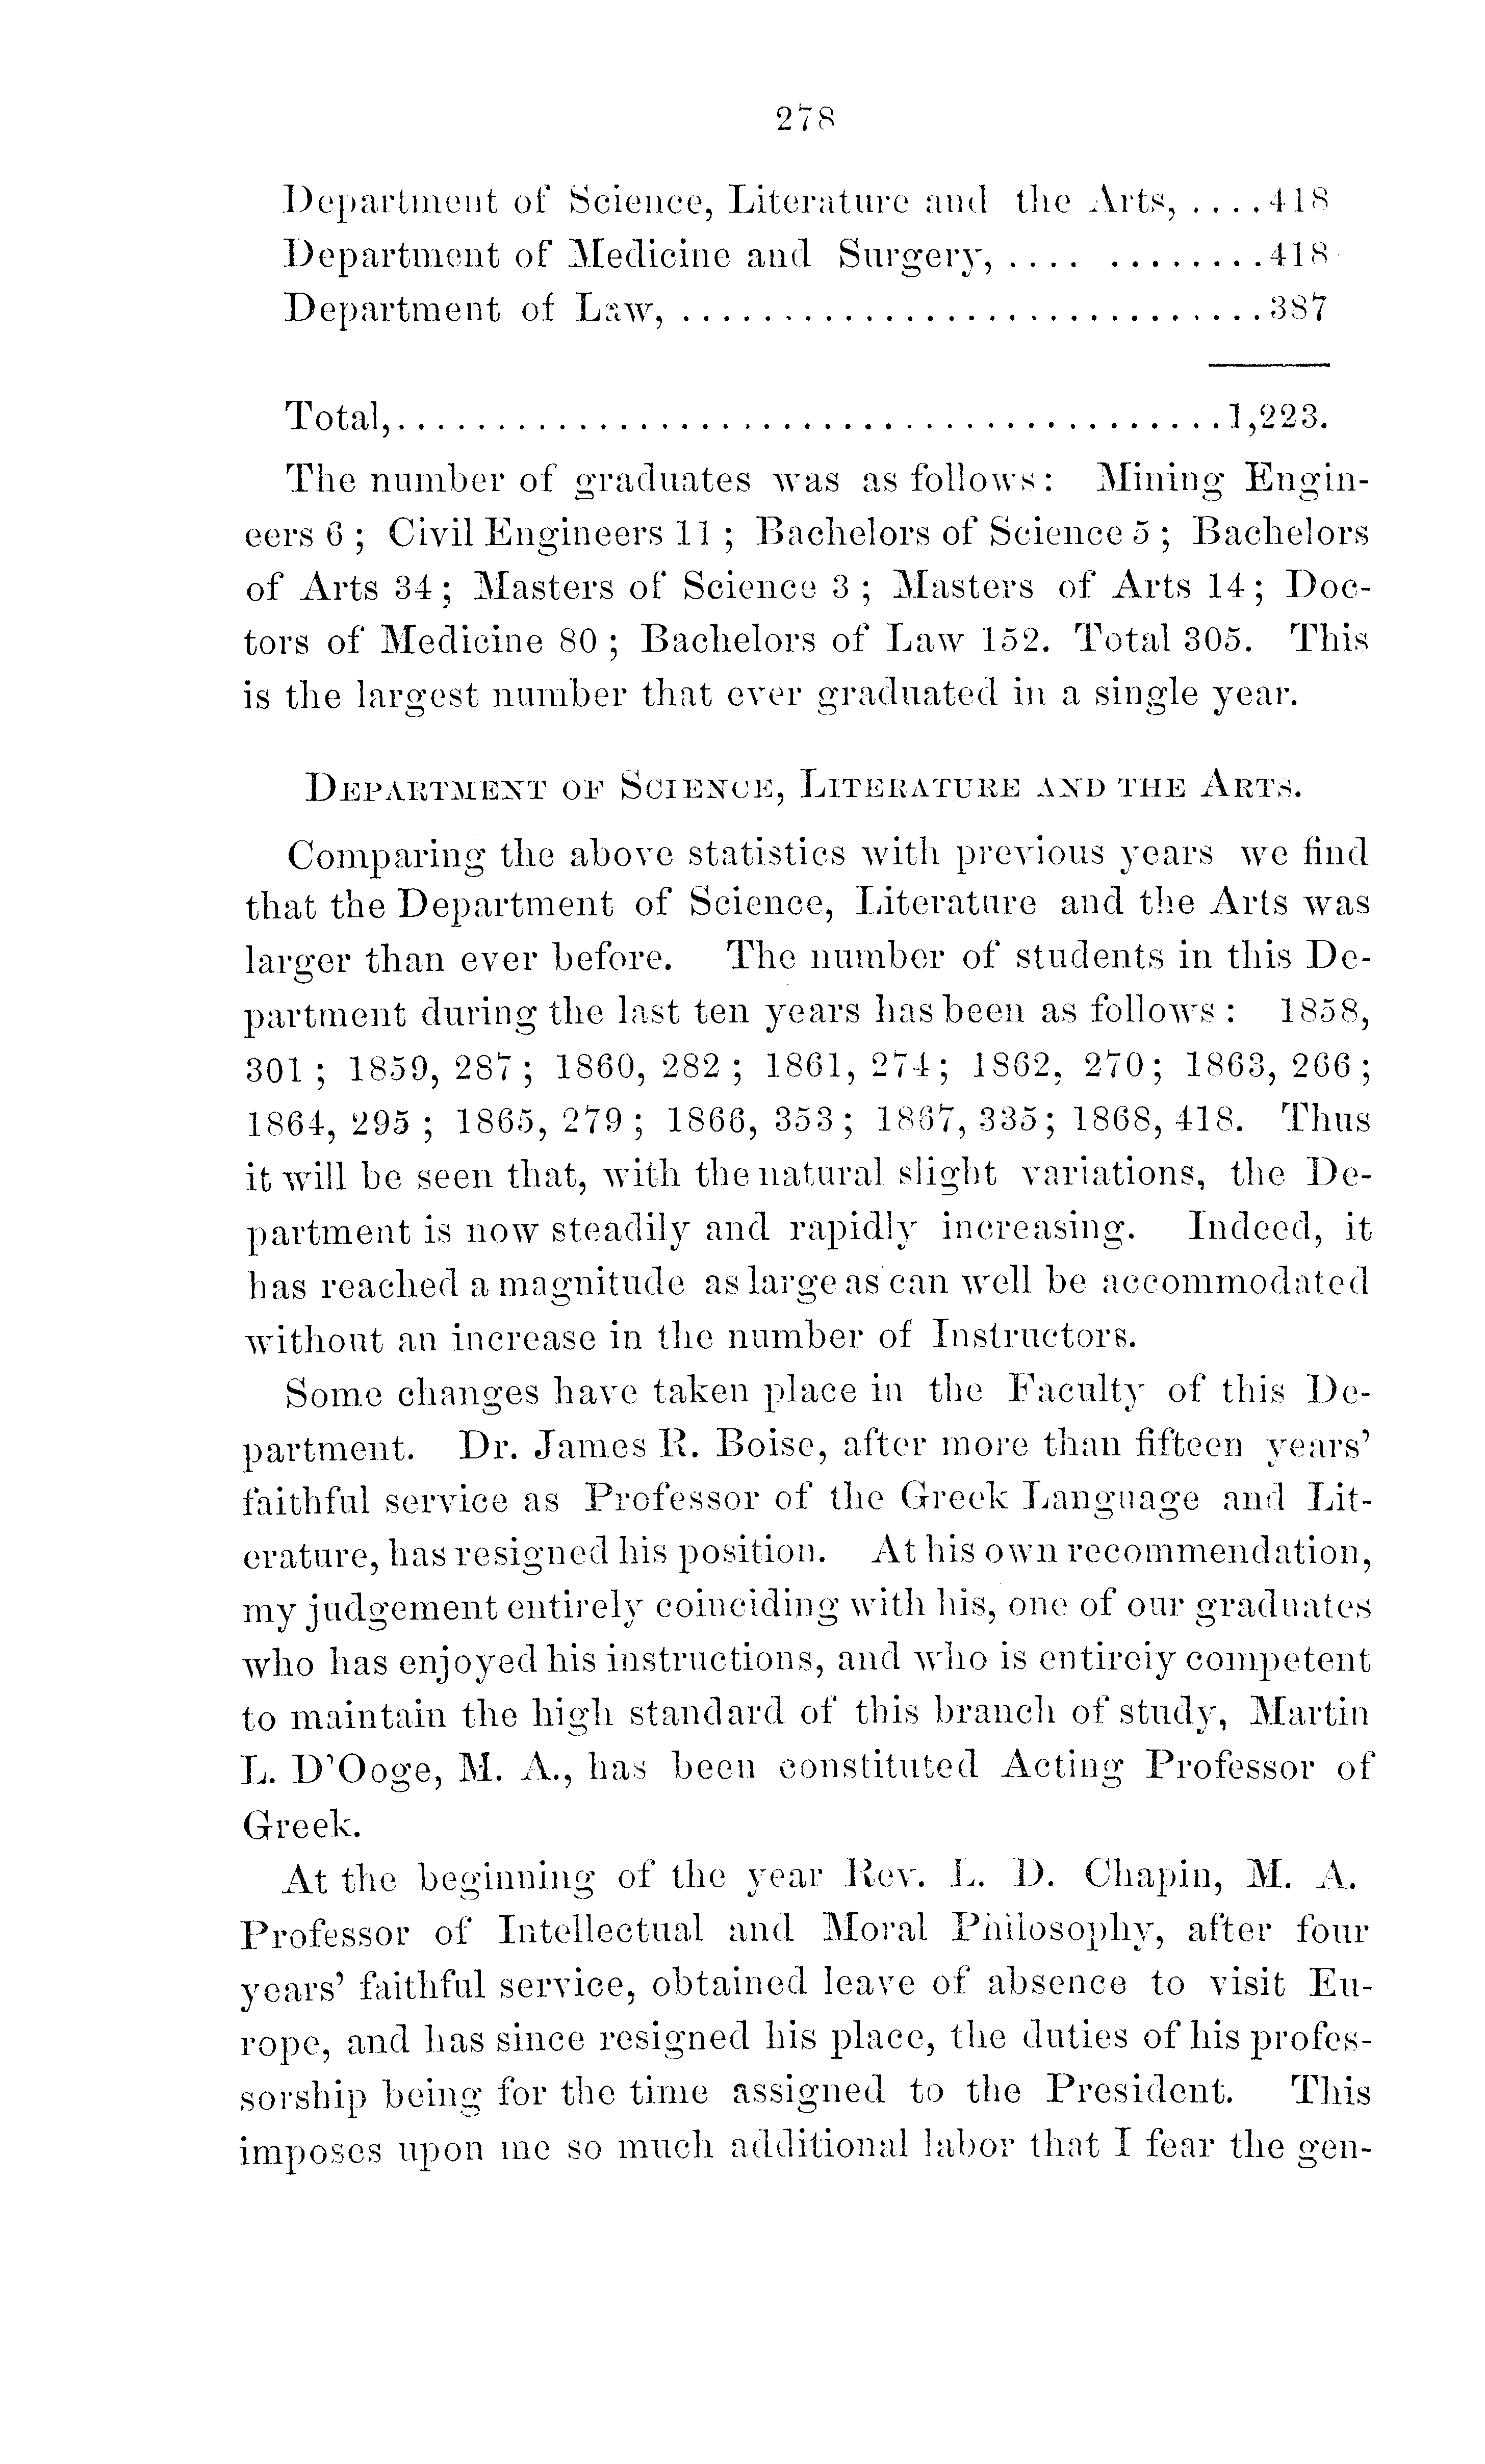 278
Department of Science, Literature and the Arts, ....418
Department of Medicine and Surgery, .... ........418
Department of Law, .............................387
Total,.........................................1,223.
The number of graduates was as follows: Mining Engin-
eers 6 ; Civil Engineers 11 ; Bachelors of Science 5 ; Bachelors
of Arts 34 ; Masters of Science 3 ; Masters of Arts 14; Doc-
tors of Medicine 80 ; Bachelors of Law 152. Total 305. This
is the largest number that ever graduated in a single year.
DEPARTMENT OF SCIENCE, LITERATURE AND THE ARTS.
Comparing the above statistics with previous years we find
that the Department of Science, Literature and the Arts was
larger than ever before. The number of students in this De-
partment during the last ten years has been as follows : 1858,
301 ; 1859, 287 ; 1860, 282 ; 1861, 274; 1862, 270; 1863, 266 ;
1864, 295 ; 1865, 279 ; 1866, 353; 1867, 335; 1868, 418. Thus
it will be seen that, with the natural slight variations, the De-
partment is now steadily and rapidly increasing. Indeed, it
has reached a magnitude as large as can well be accommodated
without an increase in the number of Instructors.
Some changes have taken place in the Faculty of this De-
partment. Dr. James R. Boise, after more than fifteen years'
faithful service as Professor of the Greek Language and Lit-
erature, has resigned his position. At his own recommendation,
my judgement entirely coinciding with his, one of our graduates
who has enjoyed his instructions, and who is entireiy competent
to maintain the high standard of this branch of study, Martin
L. D'Ooge, M. A., has been constituted Acting Professor of
Greek.
At the beginning of the year Rev. L. D. Chapin, M. A.
Professor of Intellectual and Moral Philosophy, after four
years' faithful service, obtained leave of absence to visit Eu-
rope, and has since resigned his place, the duties of his profes-
sorship being for the time assigned to the President. This
imposes upon me so much additional labor that I fear the gen-